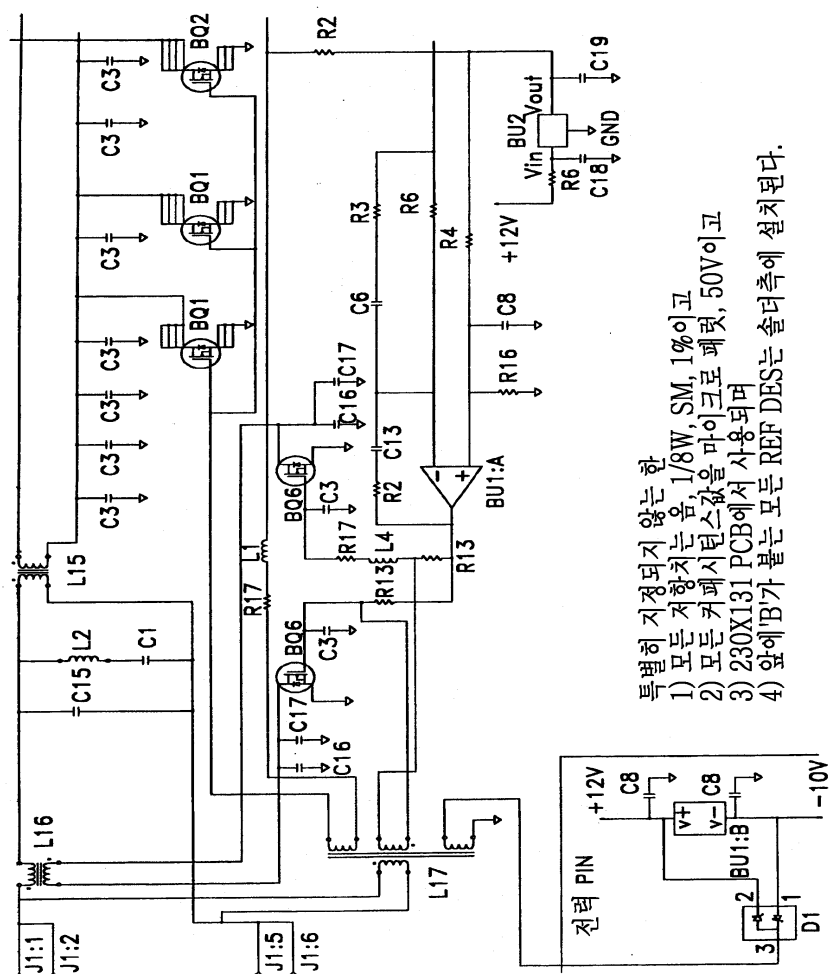 J1:1
J1:2
L16
C15
L2
C1
L15
C3
C3
C3
C3
C3
C3
C3
BQ1
BQ1
BQ2
J1:5
J1:6
C16
C17
BQ6
C3
R17
L1
BQ6
C3
C16
C17
R2
L17
R13
R17
L4
R13
R2
C13
C6
R3
R6
BU1:A
-
+
R16
C8
R4
+12V
Vin
BU2
Vout
R6
C18
GND
C19
전력 PIN
+12V
C8
V+
V-
C8
BU1:B
-10V
2
3
1
D1
특별히 지정되지 않는 한
1) 모든 저항치는 옴, 1/8W, SM, 1%이고
2) 모든 커패시턴스값을 마이크로 패럿, 50V이고
3) 230X131 PCB에서 사용되며
4) 앞에'B'가 붙는 모든 REF DES는 솔더측에 설치된다.